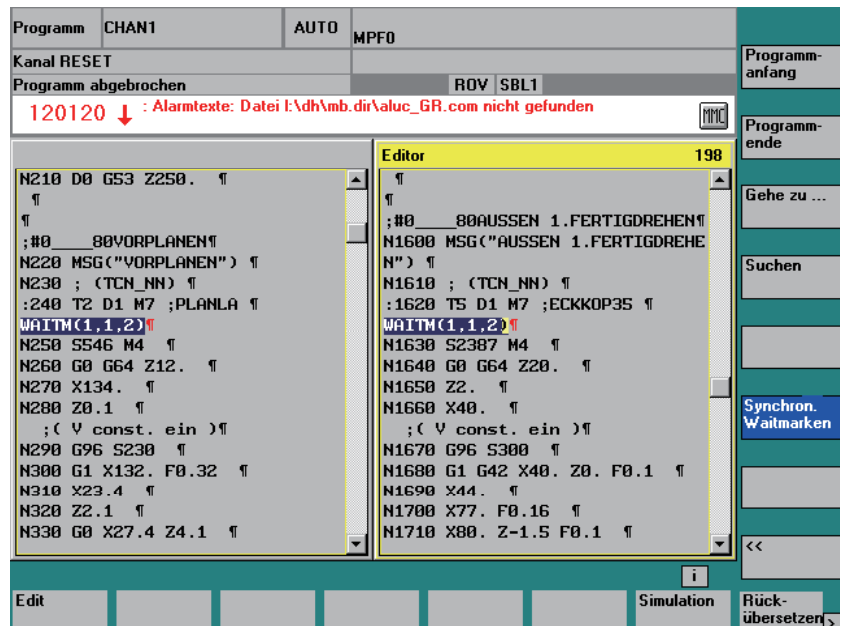 Programm CHAN1 AUTO MPF0
Kanal RESET
Programm abgebrochen ROV SBL1
120120 ↓ : Alarmtexte: Datei I:\dh\mb.dir\aluc_GR.com nicht gefunden MMC
N210 D0 G53 Z250. ¶
¶
¶
;#0____80VORPLANEN¶
N220 MSG("VORPLANEN") ¶
N230 ; (TCN_NN) ¶
:240 T2 D1 M7 ;PLANLA ¶
WAITM(1,1,2)¶
N250 S546 M4 ¶
N260 G0 G64 Z12. ¶
N270 X134. ¶
N280 Z0.1 ¶
;( V const. ein )¶
N290 G96 S230 ¶
N300 G1 X132. F0.32 ¶
N310 X23.4 ¶
N320 Z2.1 ¶
N330 G0 X27.4 Z4.1 ¶
Editor 198
¶
¶
;#0____80AUSSEN 1.FERTIGDREHEN¶
N1600 MSG("AUSSEN 1.FERTIGDREHE
N") ¶
N1610 ; (TCN_NN) ¶
:1620 T5 D1 M7 ;ECKKOP35 ¶
WAITM(1,1,2)¶
N1630 S2387 M4 ¶
N1640 G0 G64 Z20. ¶
N1650 Z2. ¶
N1660 X40. ¶
;( V const. ein )¶
N1670 G96 S300 ¶
N1680 G1 G42 X40. Z0. F0.1 ¶
N1690 X44. ¶
N1700 X77. F0.16 ¶
N1710 X80. Z-1.5 F0.1 ¶
Programm-
anfang
Programm-
ende
Gehe zu ...
Suchen
Synchron.
Waitmarken
<<
i
Edit
Simulation
Rück-
übersetzen
>